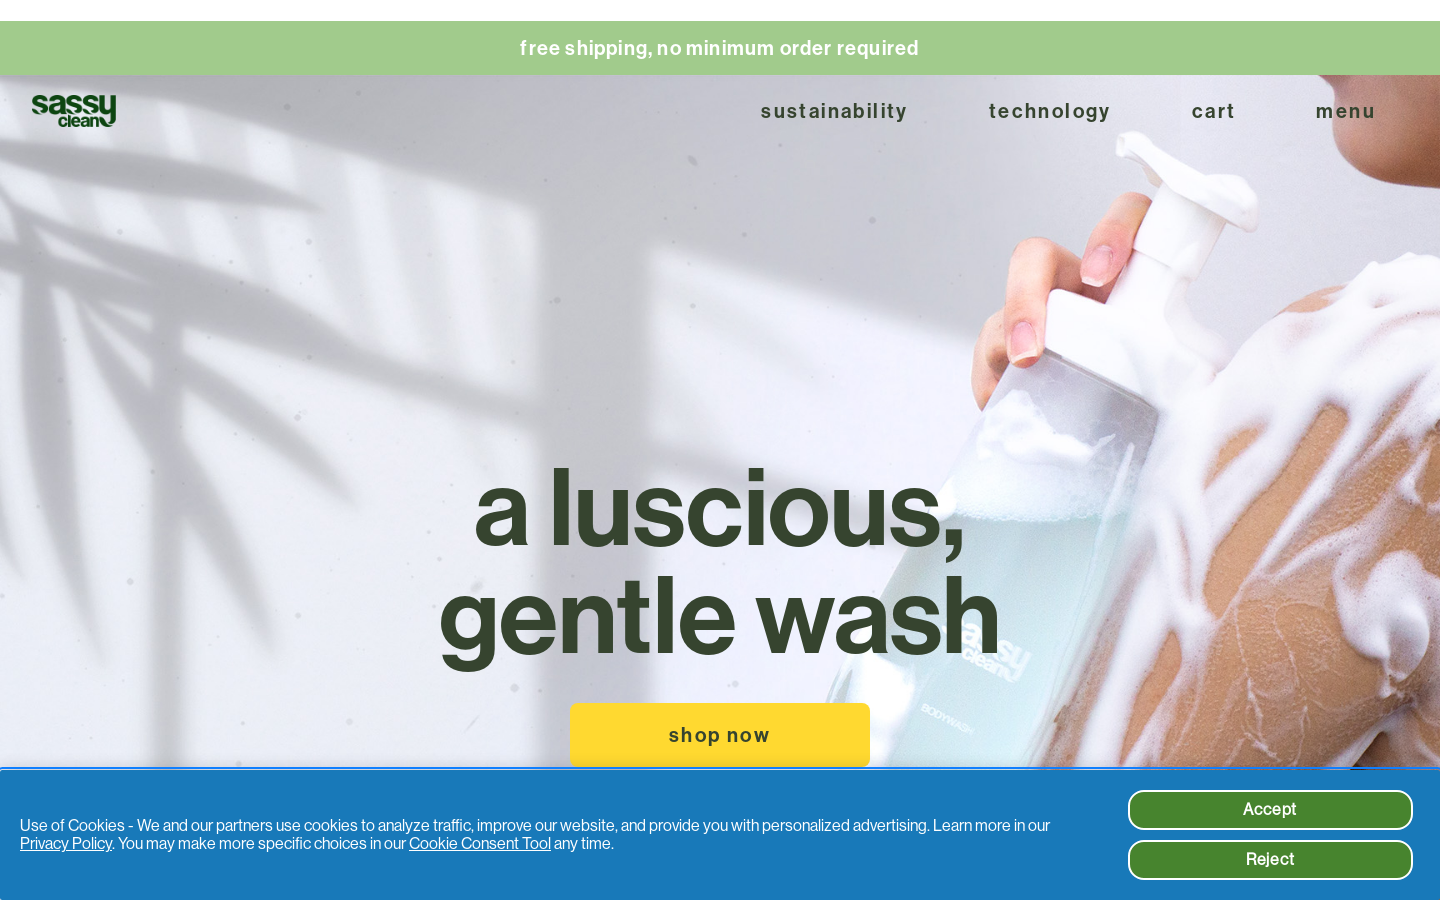 free shipping, no minimum order required
sassy
clean
sustainability
technology
cart
menu
a luscious,
gentle wash
sassy
clean
BODYWASH
shop now
Use of Cookies - We and our partners use cookies to analyze traffic, improve our website, and provide you with personalized advertising. Learn more in our
Privacy Policy. You may make more specific choices in our Cookie Consent Tool any time.
Accept
Reject